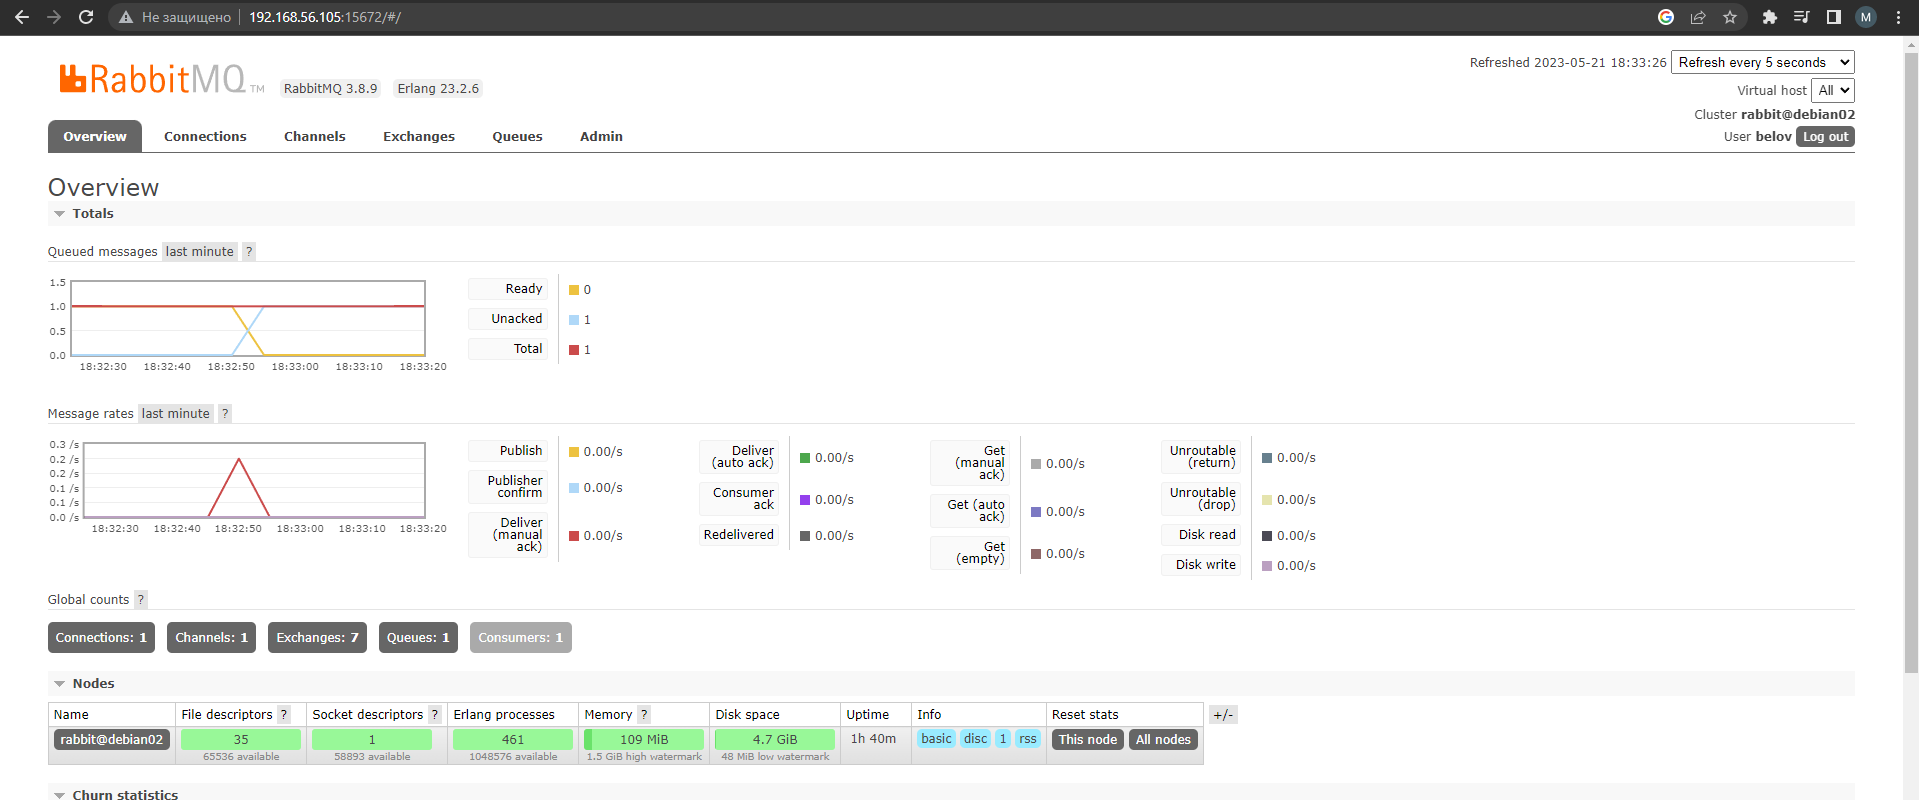 Не защищено 192.168.56.105:15672/#/ M
RabbitMQ TM RabbitMQ 3.8.9 Erlang 23.2.6
Refreshed 2023-05-21 18:33:26 Refresh every 5 seconds
Virtual host All
Cluster rabbit@debian02
User belov Log out
Overview Connections Channels Exchanges Queues Admin
Overview
Totals
Queued messages last minute ?
1.5
1.0
0.5
0.0
18:32:30 18:32:40 18:32:50 18:33:00 18:33:10 18:33:20
Ready 0
Unacked 1
Total 1
Message rates last minute ?
0.3 /s
0.2 /s
0.2 /s
0.1 /s
0.1 /s
0.0 /s
18:32:30 18:32:40 18:32:50 18:33:00 18:33:10 18:33:20
Publish 0.00/s
Publisher
confirm 0.00/s
Deliver
(manual
ack) 0.00/s
Deliver
(auto ack) 0.00/s
Consumer
ack 0.00/s
Redelivered 0.00/s
Get
(manual
ack) 0.00/s
Get (auto
ack) 0.00/s
Get
(empty) 0.00/s
Unroutable
(return) 0.00/s
Unroutable
(drop) 0.00/s
Disk read 0.00/s
Disk write 0.00/s
Global counts ?
Connections: 1 Channels: 1 Exchanges: 7 Queues: 1 Consumers: 1
Nodes
Name File descriptors ? Socket descriptors ? Erlang processes Memory ? Disk space Uptime Info Reset stats +/-
rabbit@debian02 35 1 461 109 MiB 4.7 GiB 1h 40m basic disc 1 rss This node All nodes
65536 available 58893 available 1048576 available 1.5 GiB high watermark 48 MiB low watermark
Churn statistics